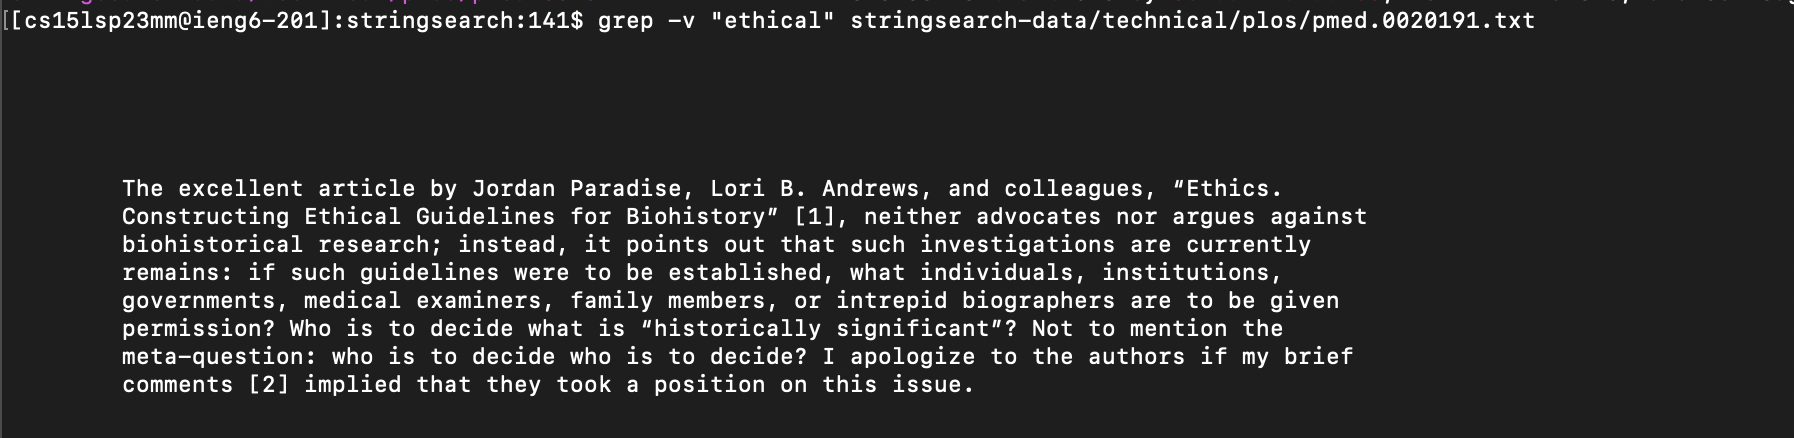 [[cs15lsp23mm@ieng6-201]:stringsearch:141$ grep -v "ethical" stringsearch-data/technical/plos/pmed.0020191.txt
The excellent article by Jordan Paradise, Lori B. Andrews, and colleagues, “Ethics.
Constructing Ethical Guidelines for Biohistory” [1], neither advocates nor argues against
biohistorical research; instead, it points out that such investigations are currently
remains: if such guidelines were to be established, what individuals, institutions,
governments, medical examiners, family members, or intrepid biographers are to be given
permission? Who is to decide what is “historically significant”? Not to mention the
meta-question: who is to decide who is to decide? I apologize to the authors if my brief
comments [2] implied that they took a position on this issue.